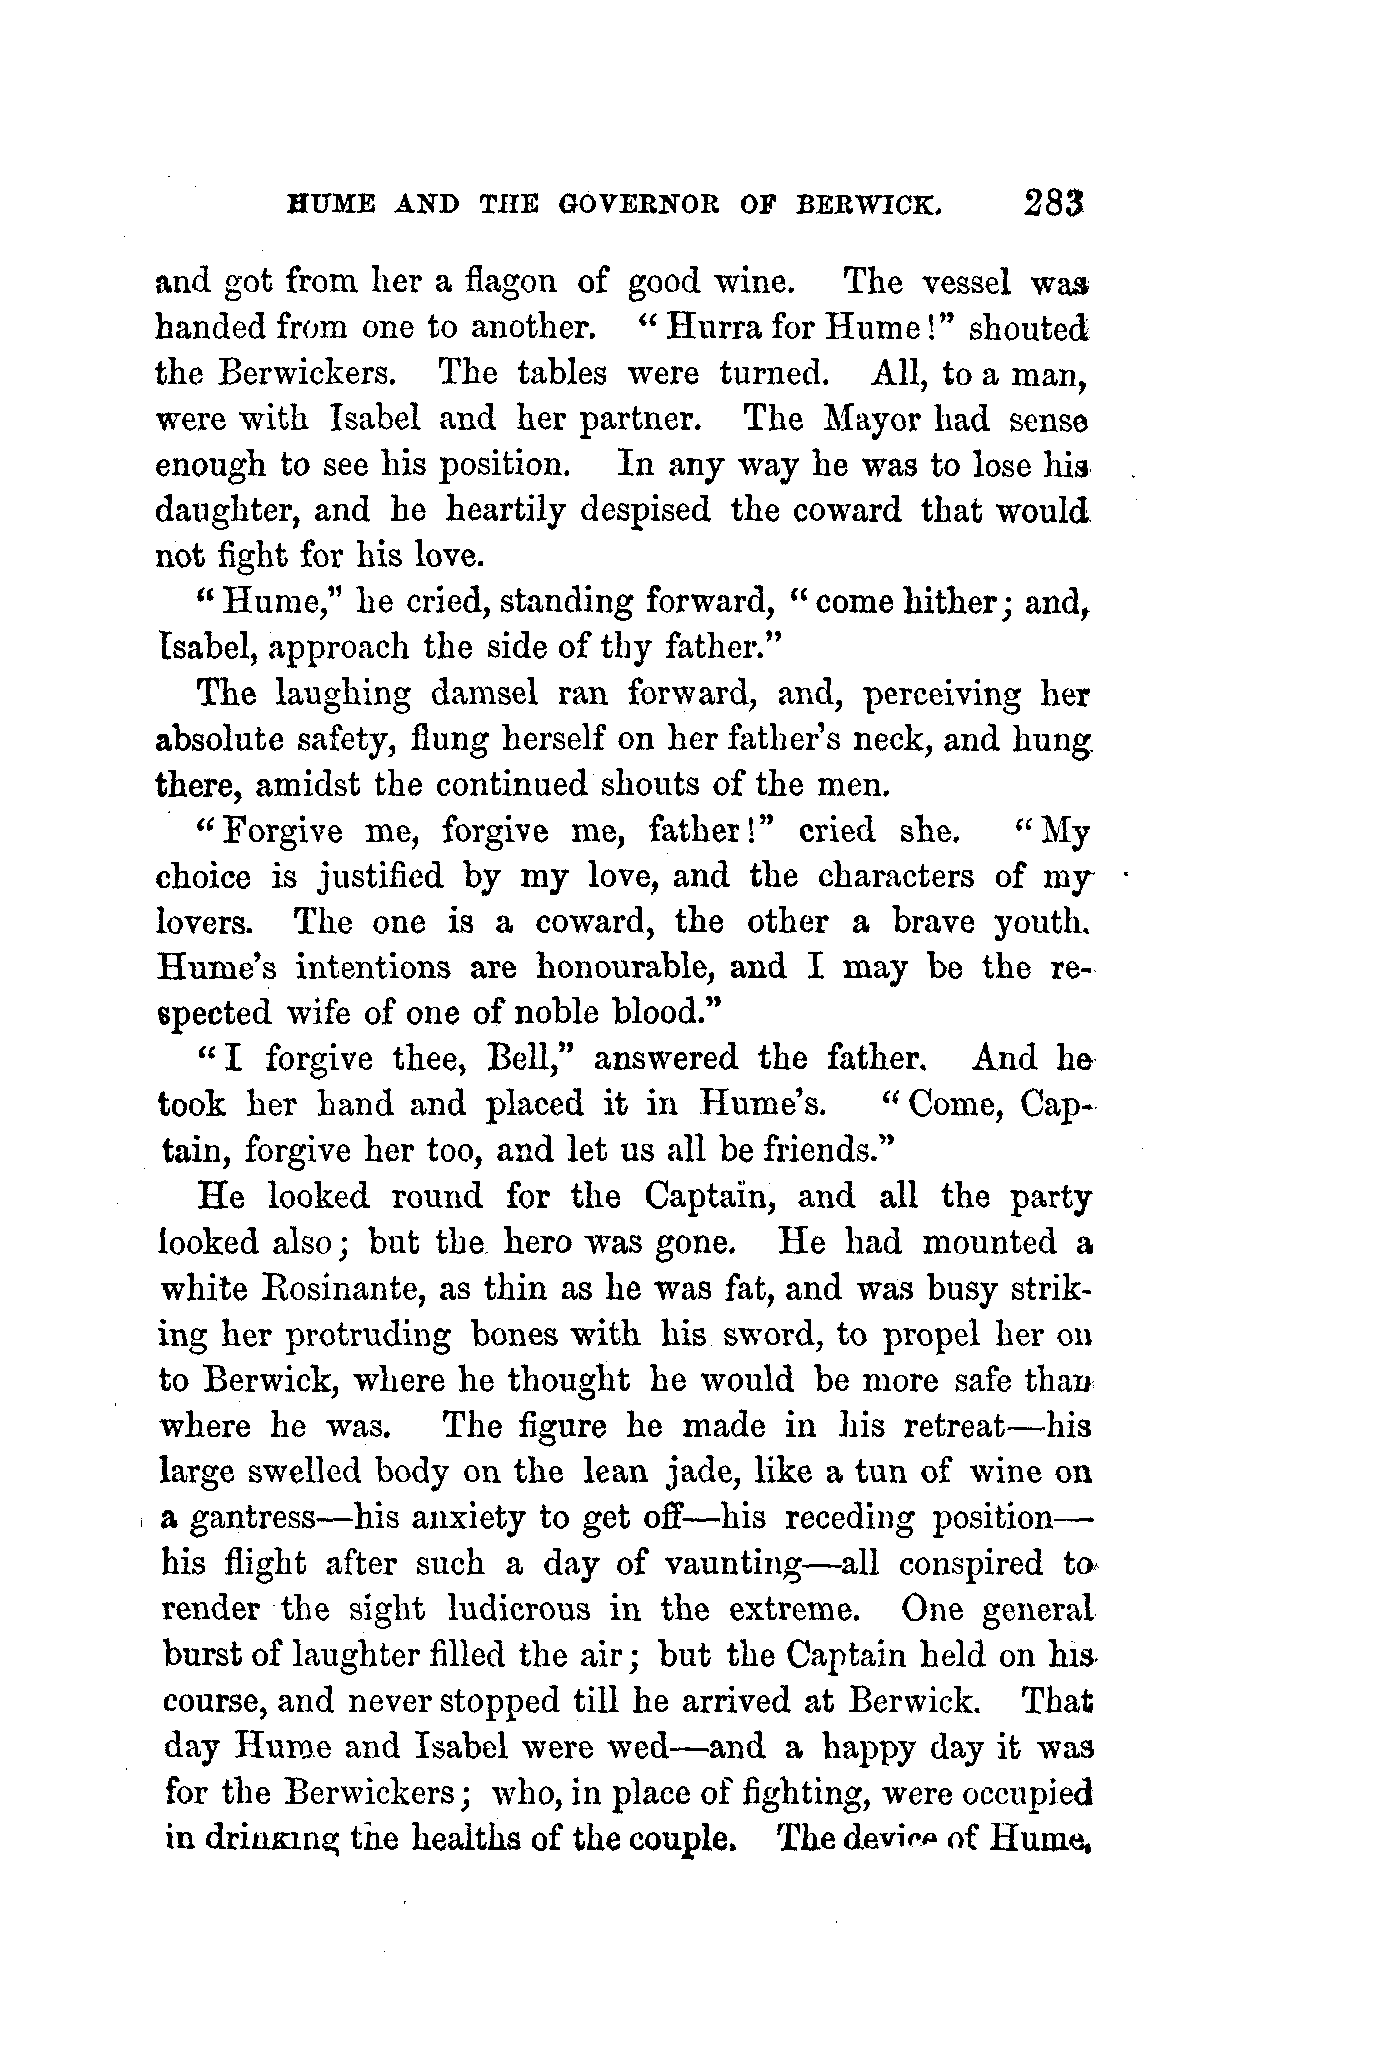 HUME AND THE GOVERNOR OF BERWICK. 283
and got from her a flagon of good wine. The vessel was
handed from one to another. "Hurra for Hume!" shouted
the Berwickers. The tables were turned. All, to a man,
were with Isabel and her partner. The Mayor had sense
enough to see his position. In any way he was to lose his
daughter, and he heartily despised the coward that would
not fight for his love.
"Hume," he cried, standing forward, "come hither; and,
Isabel, approach the side of thy father."
The laughing damsel ran forward, and, perceiving her
absolute safety, flung herself on her father's neck, and hung
there, amidst the continued shouts of the men.
"Forgive me, forgive me, father!" cried she. "My
choice is justified by my love, and the characters of my
lovers. The one is a coward, the other a brave youth.
Hume's intentions are honourable, and I may be the re-
spected wife of one of noble blood."
"I forgive thee, Bell," answered the father. And he
took her hand and placed it in Hume's. "Come, Cap-
tain, forgive her too, and let us all be friends."
He looked round for the Captain, and all the party
looked also; but the hero was gone. He had mounted a
white Rosinante, as thin as he was fat, and was busy strik-
ing her protruding bones with his sword, to propel her on
to Berwick, where he thought he would be more safe than
where he was. The figure he made in his retreat—his
large swelled body on the lean jade, like a tun of wine on
a gantress—his anxiety to get off—his receding position—
his flight after such a day of vaunting—all conspired to
render the sight ludicrous in the extreme. One general
burst of laughter filled the air; but the Captain held on his
course, and never stopped till he arrived at Berwick. That
day Hume and Isabel were wed—and a happy day it was
for the Berwickers; who, in place of fighting, were occupied
in drinking the healths of the couple. The device of Hume,